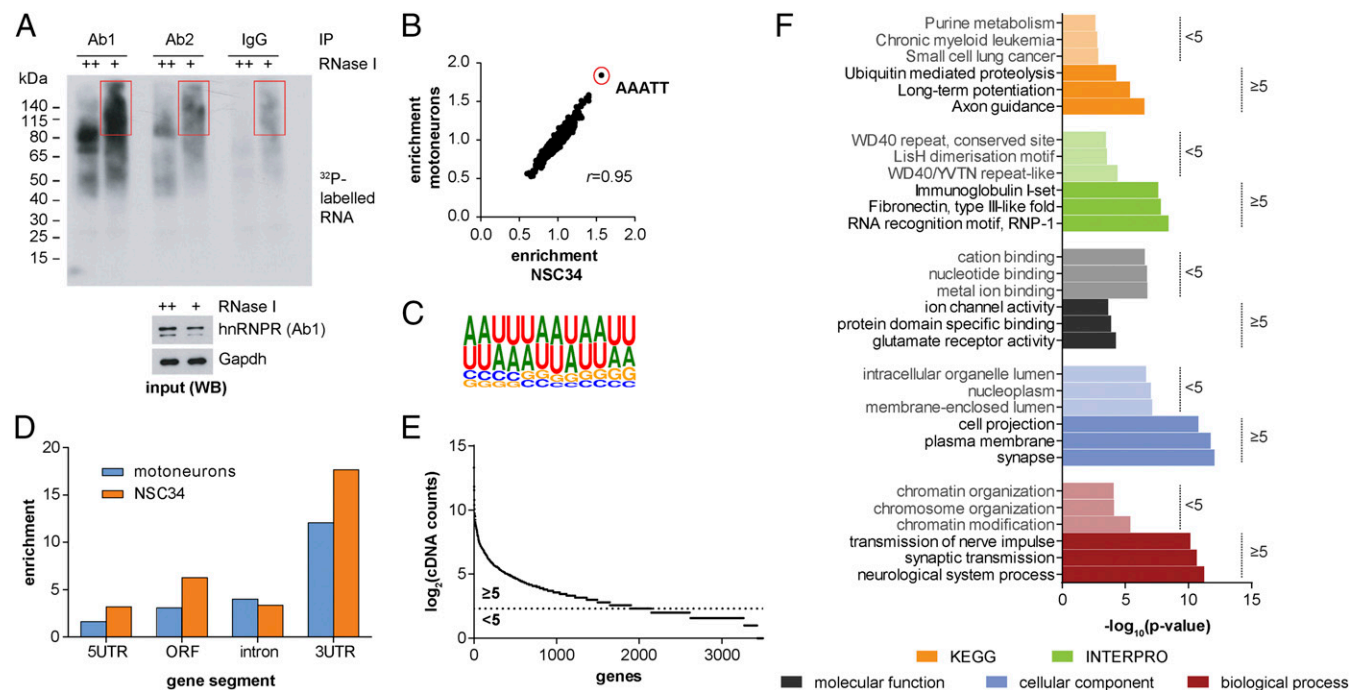 A
Ab1 Ab2 IgG IP
++ + ++ + ++ + RNase I
kDa
140
115
80
65
50
40
30
25
15
32P-
labelled
RNA
++ + RNase I
hnRNPR (Ab1)
Gapdh
input (WB)
B
enrichment
motoneurons
2.0
1.5
1.0
0.5
0.0
AAATT
r=0.95
0.0 0.5 1.0 1.5 2.0
enrichment
NSC34
C
AAUUUAAUAAUU
UUAAAUUAUUAA
CCCCGGGGGGGG
GGGGCCCCCCCC
D
enrichment
20
15
10
5
0
motoneurons
NSC34
5UTR ORF intron 3UTR
gene segment
E
log2(cDNA counts)
15
10
5
0
≥5
<5
0 1000 2000 3000
genes
F
Purine metabolism
Chronic myeloid leukemia
Small cell lung cancer
<5
Ubiquitin mediated proteolysis
Long-term potentiation
Axon guidance
≥5
WD40 repeat, conserved site
LisH dimerisation motif
WD40/YVTN repeat-like
<5
Immunoglobulin I-set
Fibronectin, type III-like fold
RNA recognition motif, RNP-1
≥5
cation binding
nucleotide binding
metal ion binding
<5
ion channel activity
protein domain specific binding
glutamate receptor activity
≥5
intracellular organelle lumen
nucleoplasm
membrane-enclosed lumen
<5
cell projection
plasma membrane
synapse
≥5
chromatin organization
chromosome organization
chromatin modification
<5
transmission of nerve impulse
synaptic transmission
neurological system process
≥5
0 5 10 15
-log10(p-value)
KEGG INTERPRO
molecular function cellular component biological process